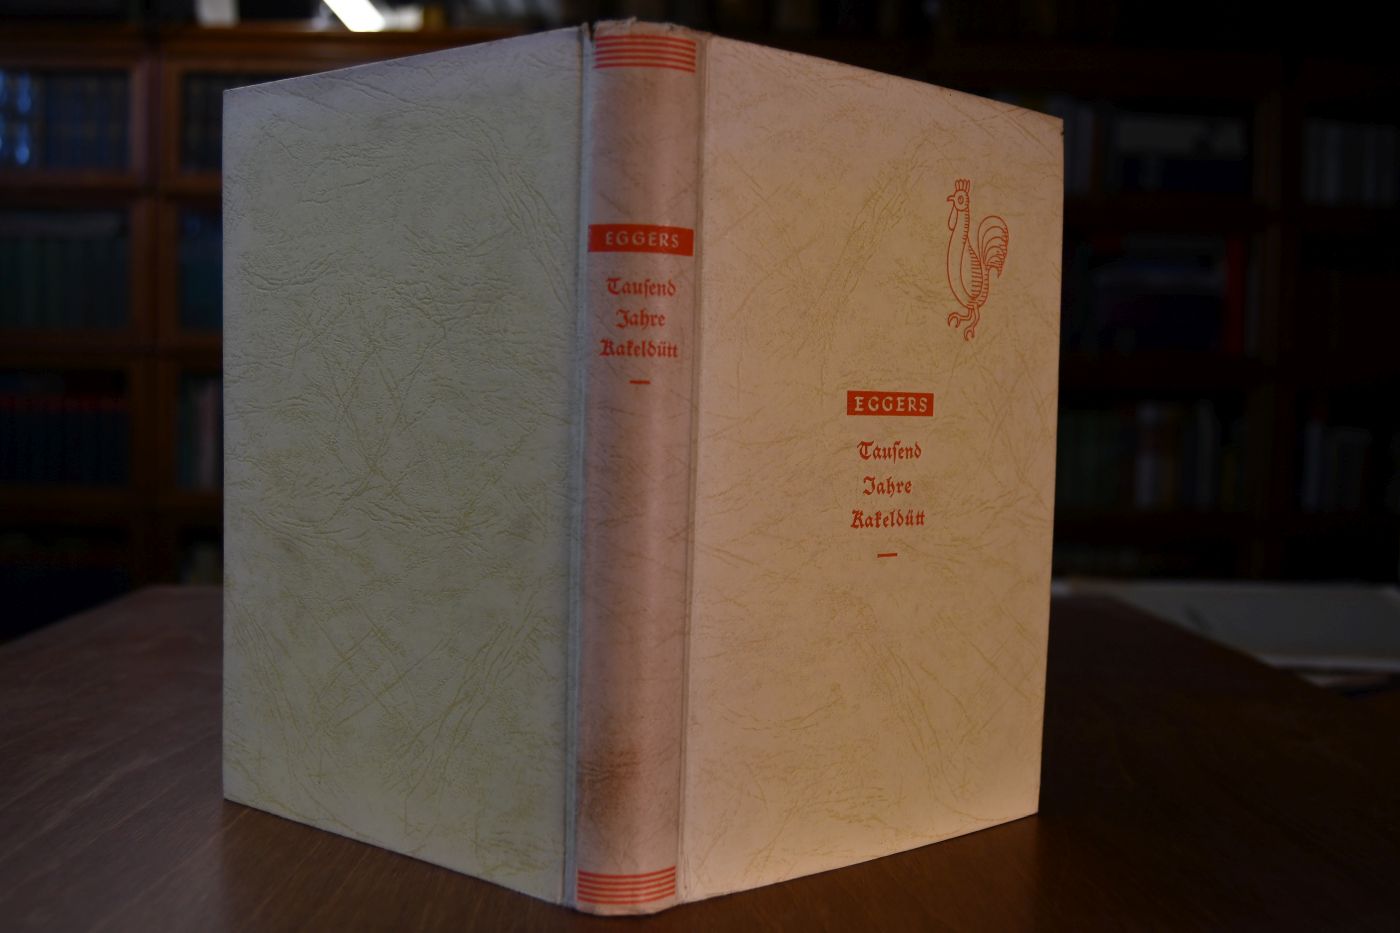 EGGERS
Tauſend
Jahre
Kakeldütt
EGGERS
Tauſend
Jahre
Kakeldütt